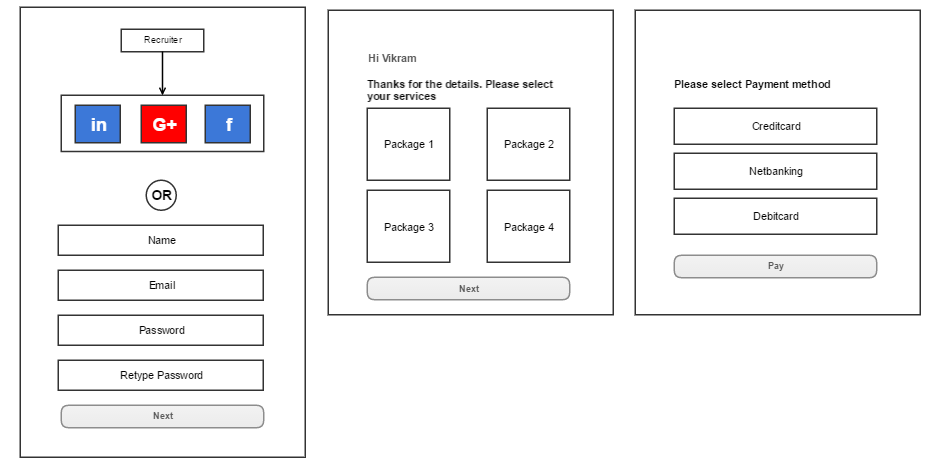 Recruiter
in
G+
f
OR
Name
Email
Password
Retype Password
Next
Hi Vikram
Thanks for the details. Please select
your services
Package 1
Package 2
Package 3
Package 4
Next
Please select Payment method
Creditcard
Netbanking
Debitcard
Pay